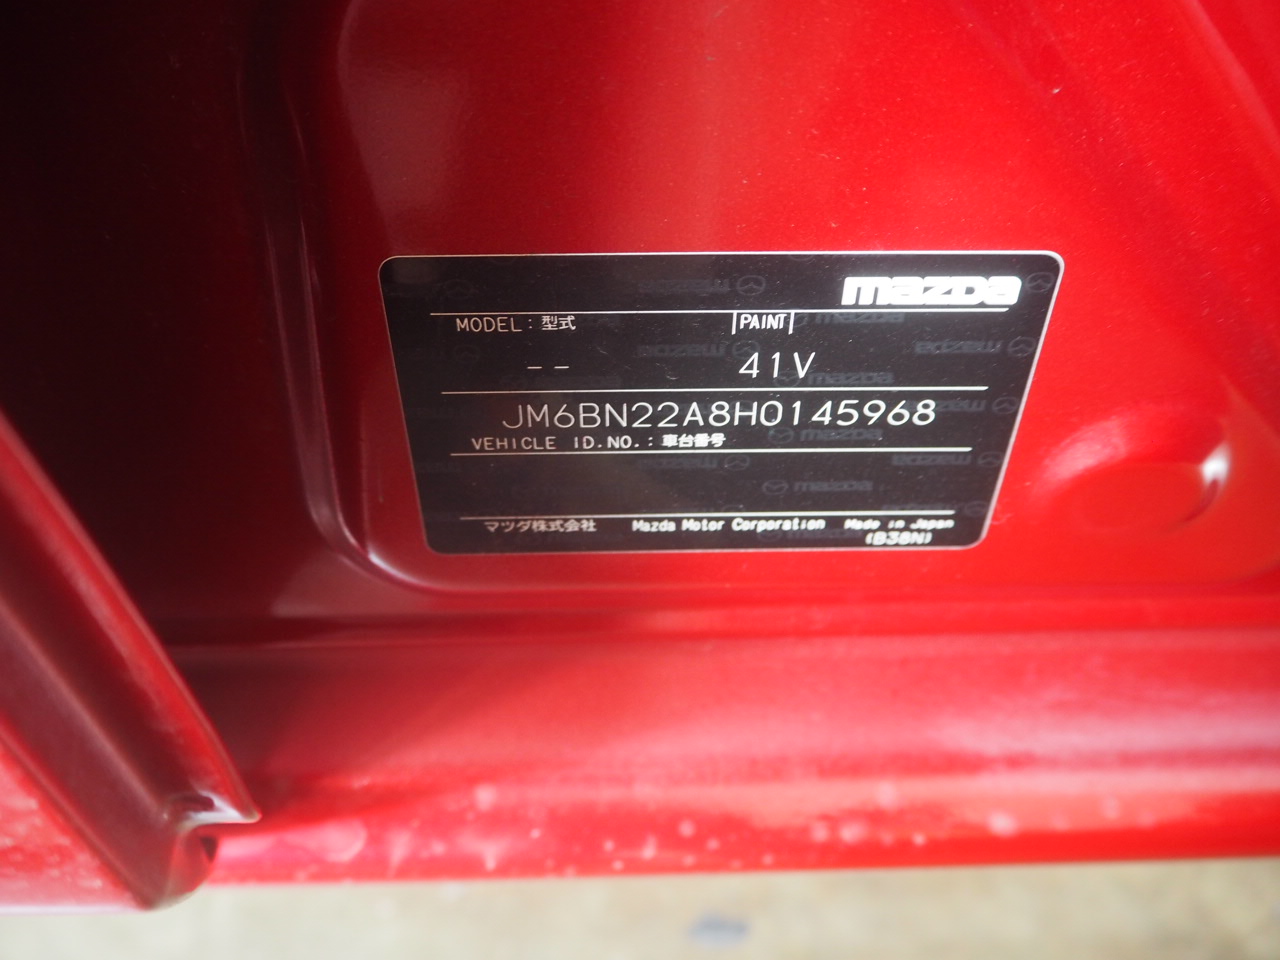 mazda
MODEL : 型式 PAINT
-- 41V
JM6BN22A8H0145968
VEHICLE ID.NO. : 車台番号
マツダ株式会社 Mazda Motor Corporation Made in Japan
(B38N)